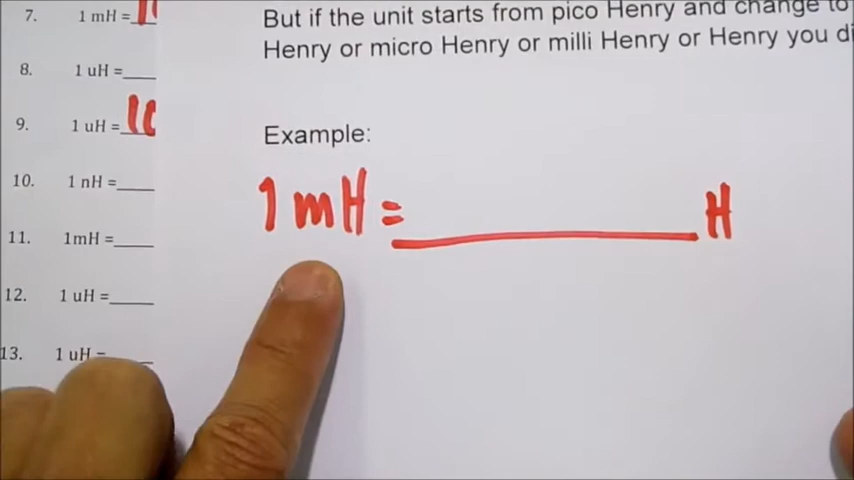 7. 1 mH =
8. 1 uH =____
9. 1 uH =
10. 1 nH =____
11. 1mH =____
12. 1 uH =____
13. 1 uH =
But if the unit starts from pico Henry and change to
Henry or micro Henry or milli Henry or Henry you
Example:
1 mH = ________ H